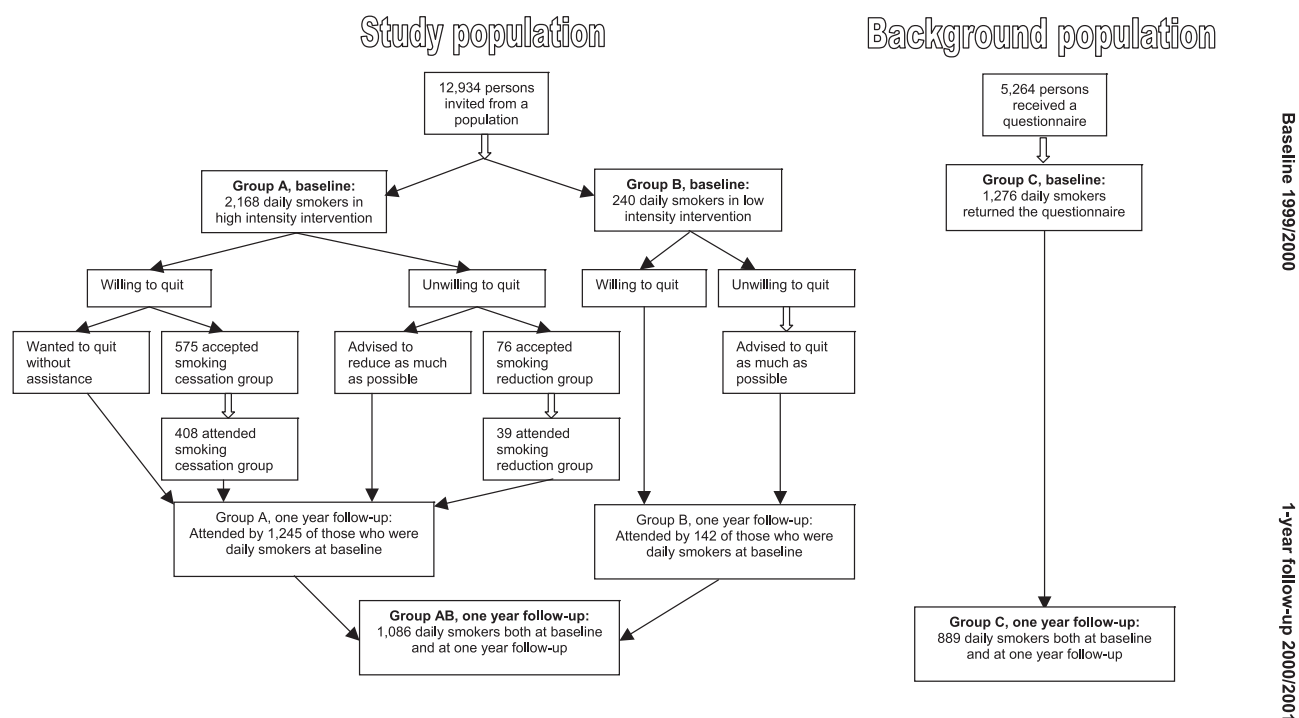 Study population
Background population
12,934 persons
invited from a
population
5,264 persons
received a
questionnaire
Baseline 1999/2000
Group A, baseline:
2,168 daily smokers in
high intensity intervention
Group B, baseline:
240 daily smokers in low
intensity intervention
Group C, baseline:
1,276 daily smokers
returned the questionnaire
Willing to quit
Unwilling to quit
Willing to quit
Unwilling to quit
Wanted to quit
without
assistance
575 accepted
smoking
cessation group
Advised to
reduce as much
as possible
76 accepted
smoking
reduction group
Advised to quit
as much as
possible
408 attended
smoking
cessation group
39 attended
smoking
reduction group
Group A, one year follow-up:
Attended by 1,245 of those who were
daily smokers at baseline
Group B, one year follow-up:
Attended by 142 of those who were
daily smokers at baseline
1-year follow-up 2000/2001
Group AB, one year follow-up:
1,086 daily smokers both at baseline
and at one year follow-up
Group C, one year follow-up:
889 daily smokers both at baseline
and at one year follow-up